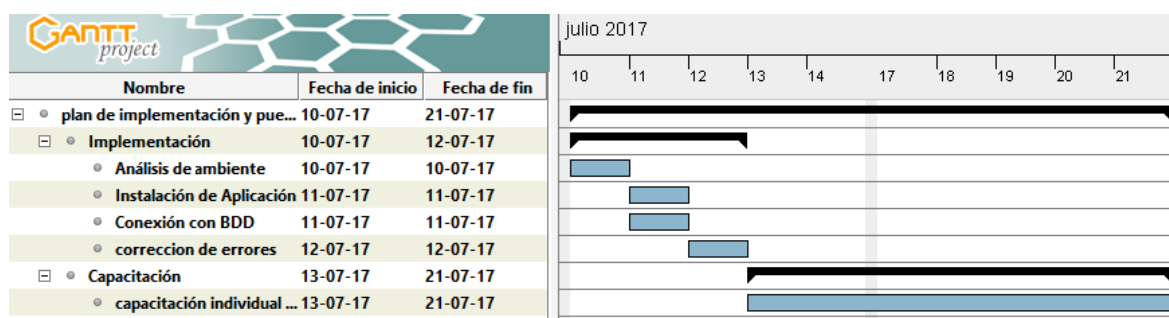 GANTT
project
julio 2017
10 11 12 13 14 17 18 19 20 21
Nombre Fecha de inicio Fecha de fin
plan de implementación y pue... 10-07-17 21-07-17
Implementación 10-07-17 12-07-17
Análisis de ambiente 10-07-17 10-07-17
Instalación de Aplicación 11-07-17 11-07-17
Conexión con BDD 11-07-17 11-07-17
correccion de errores 12-07-17 12-07-17
Capacitación 13-07-17 21-07-17
capacitación individual ... 13-07-17 21-07-17